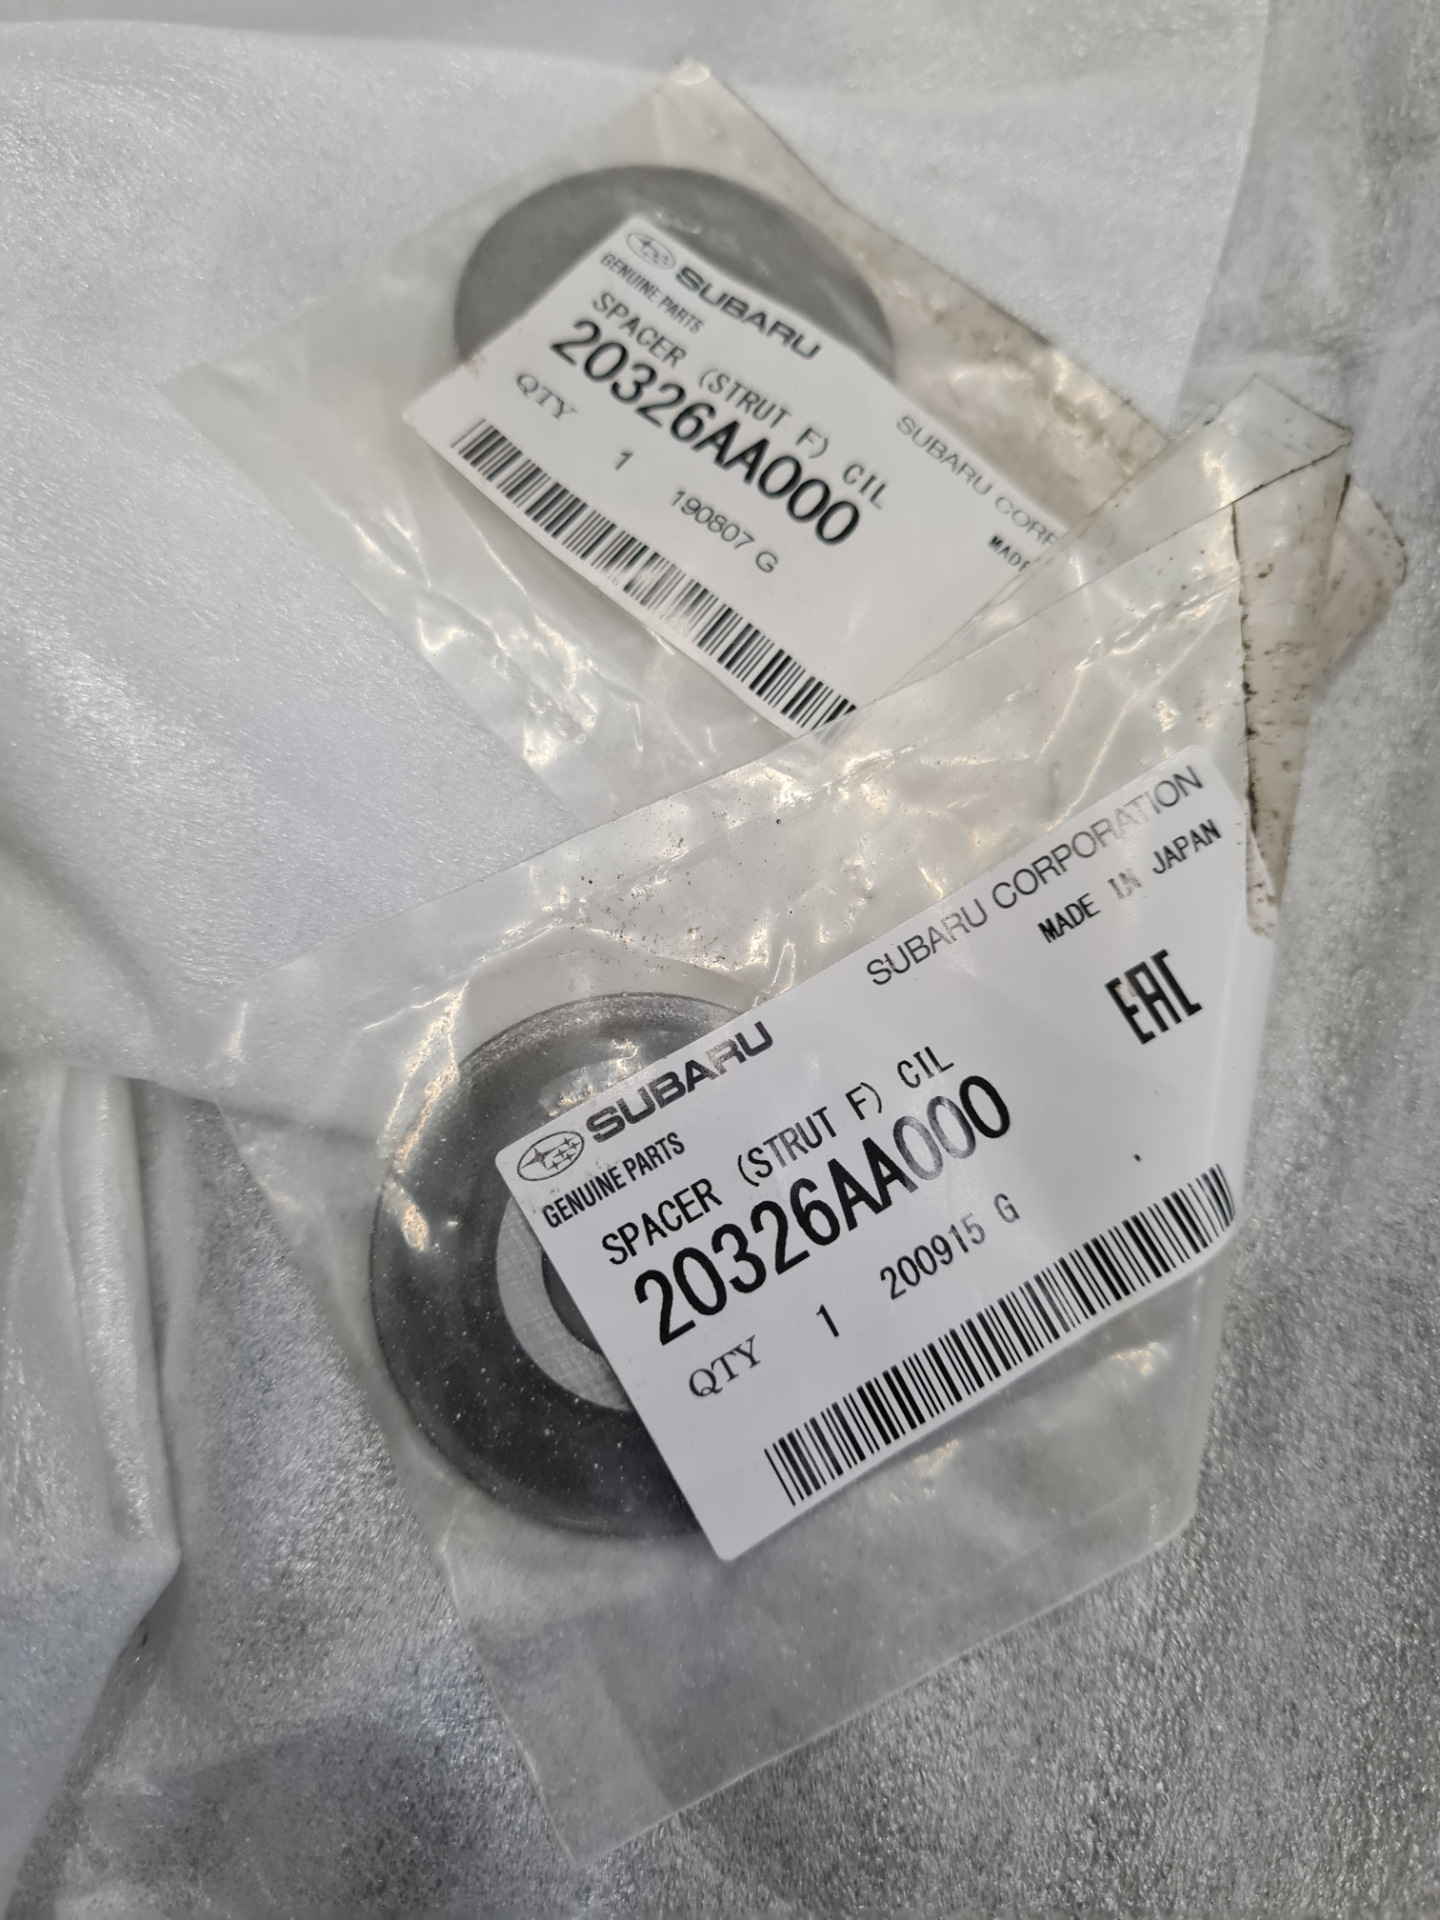 SUBARU
GENUINE PARTS
SPACER (STRUT F) CIL
20326AA000
QTY 1 190807 G
SUBARU CORP
MADE
SUBARU CORPORATION
MADE IN JAPAN
EAC
SUBARU
GENUINE PARTS
SPACER (STRUT F) CIL
20326AA000
QTY 1 200915 G